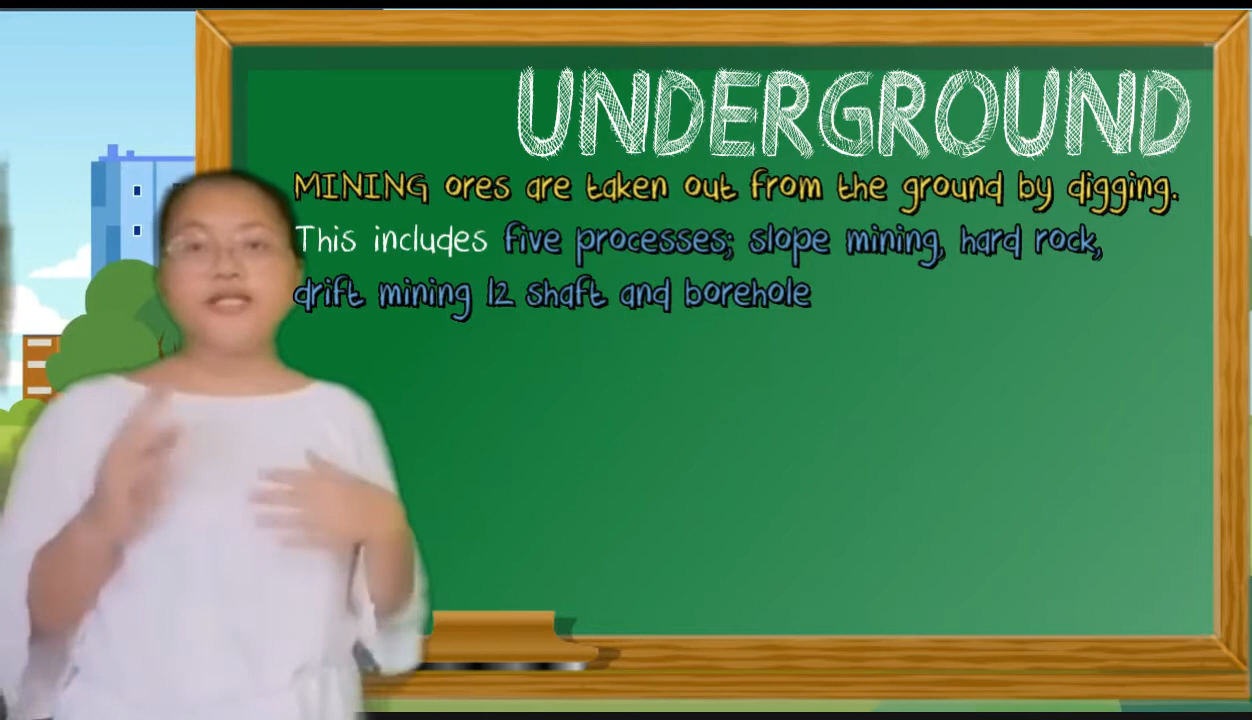 UNDERGROUND
MINING ores are taken out from the ground by digging.
This includes five processes; slope mining, hard rock,
drift mining 12 shaft and borehole